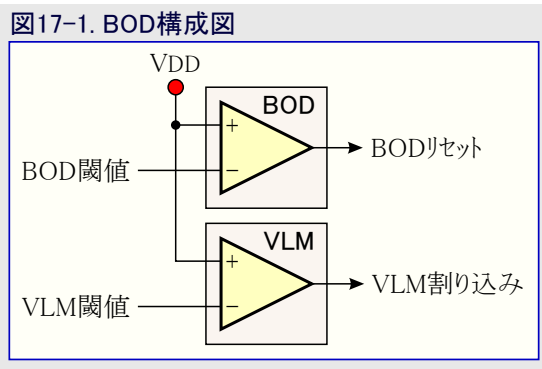 図17-1. BOD構成図
VDD
BOD
+
BOD閾値
−
BODリセット
VLM
+
VLM閾値
−
VLM割り込み